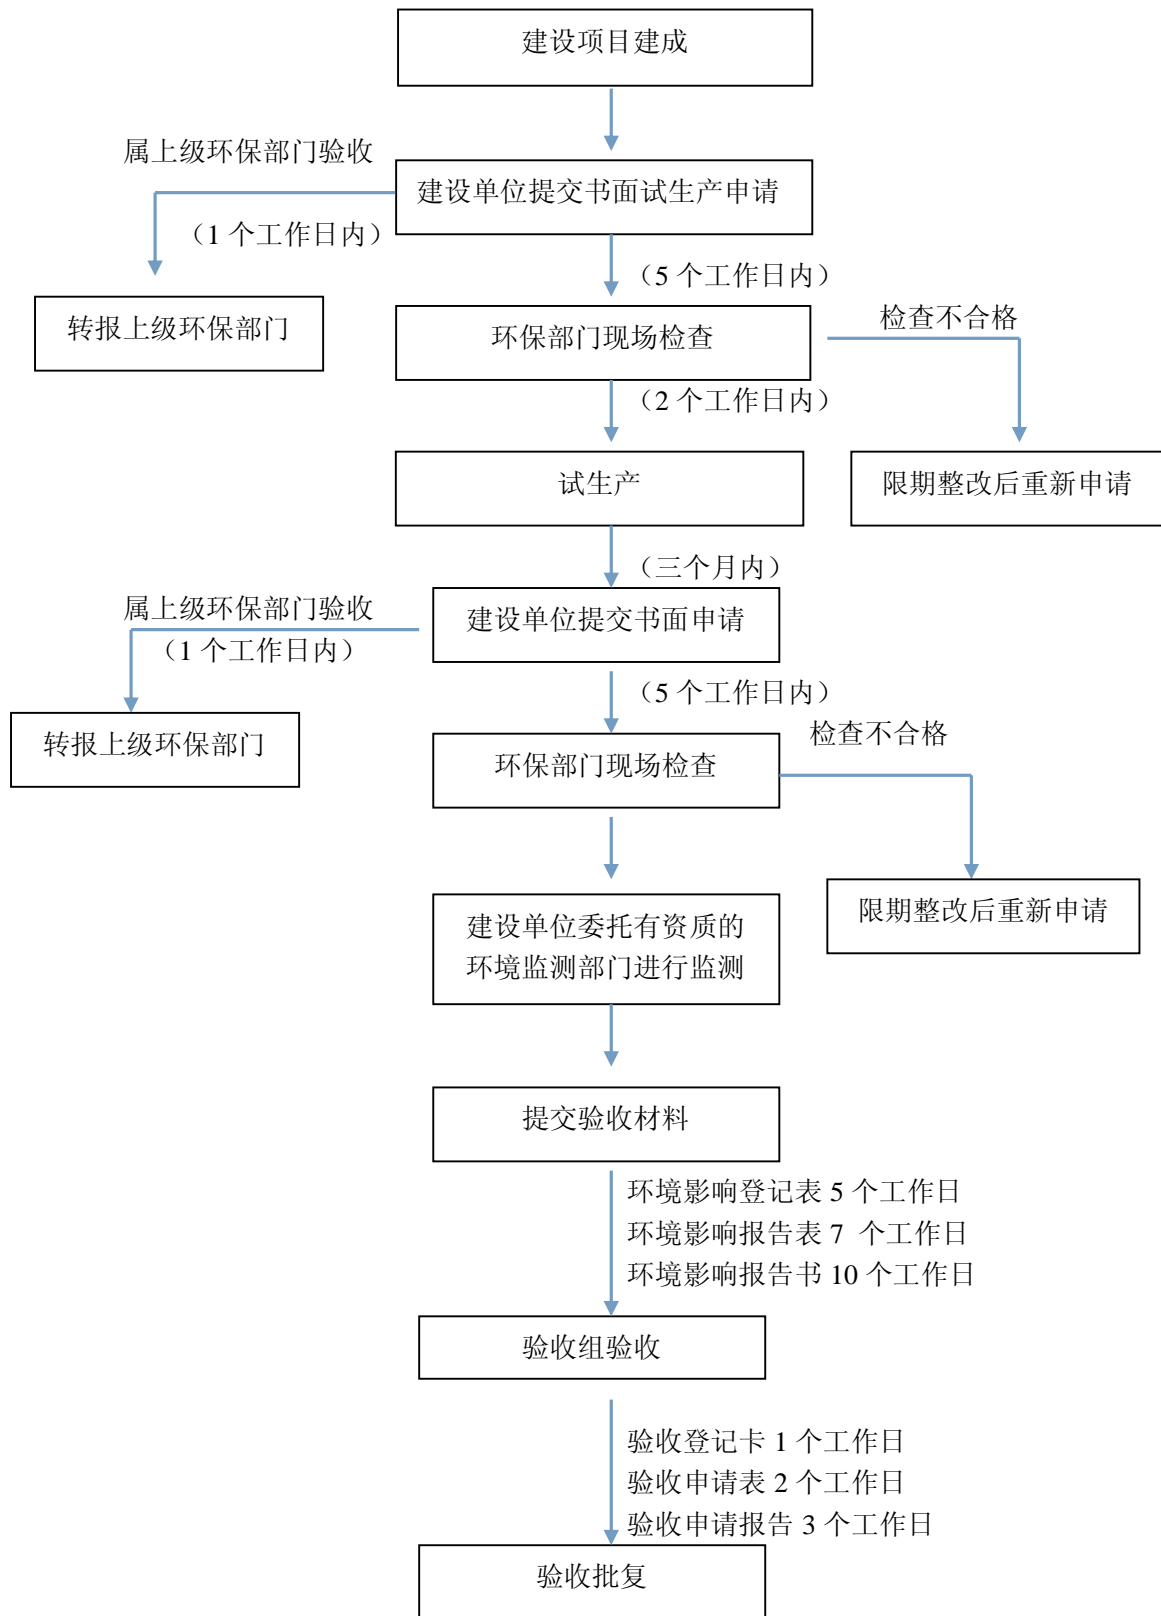 建设项目建成
属上级环保部门验收
建设单位提交书面试生产申请
（1 个工作日内）
（5 个工作日内）
转报上级环保部门
环保部门现场检查
检查不合格
（2 个工作日内）
试生产
限期整改后重新申请
（三个月内）
属上级环保部门验收
（1 个工作日内）
建设单位提交书面申请
（5 个工作日内）
转报上级环保部门
环保部门现场检查
检查不合格
建设单位委托有资质的
环境监测部门进行监测
限期整改后重新申请
提交验收材料
环境影响登记表 5 个工作日
环境影响报告表 7  个工作日
环境影响报告书 10 个工作日
验收组验收
验收登记卡 1 个工作日
验收申请表 2 个工作日
验收申请报告 3 个工作日
验收批复